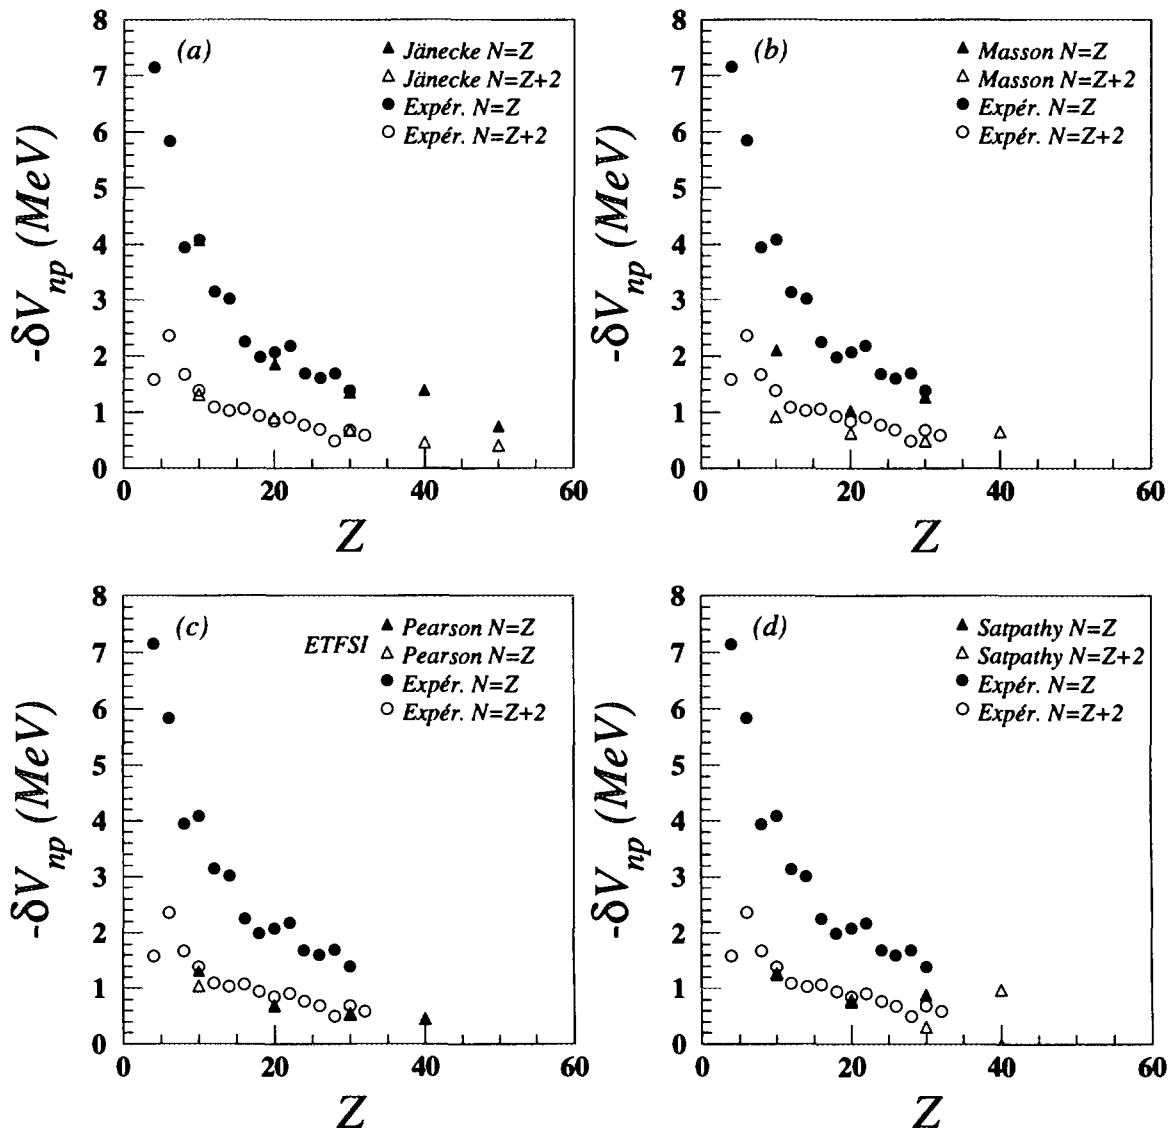 (a)
▲ Jänecke N=Z
△ Jänecke N=Z+2
● Expér. N=Z
○ Expér. N=Z+2
8
7
6
5
4
3
2
1
0
-δV_np (MeV)
0 20 40 60
Z
(b)
▲ Masson N=Z
△ Masson N=Z+2
● Expér. N=Z
○ Expér. N=Z+2
8
7
6
5
4
3
2
1
0
-δV_np (MeV)
0 20 40 60
Z
(c)
ETFSI
▲ Pearson N=Z
△ Pearson N=Z
● Expér. N=Z
○ Expér. N=Z+2
8
7
6
5
4
3
2
1
0
-δV_np (MeV)
0 20 40 60
Z
(d)
▲ Satpathy N=Z
△ Satpathy N=Z+2
● Expér. N=Z
○ Expér. N=Z+2
8
7
6
5
4
3
2
1
0
-δV_np (MeV)
0 20 40 60
Z